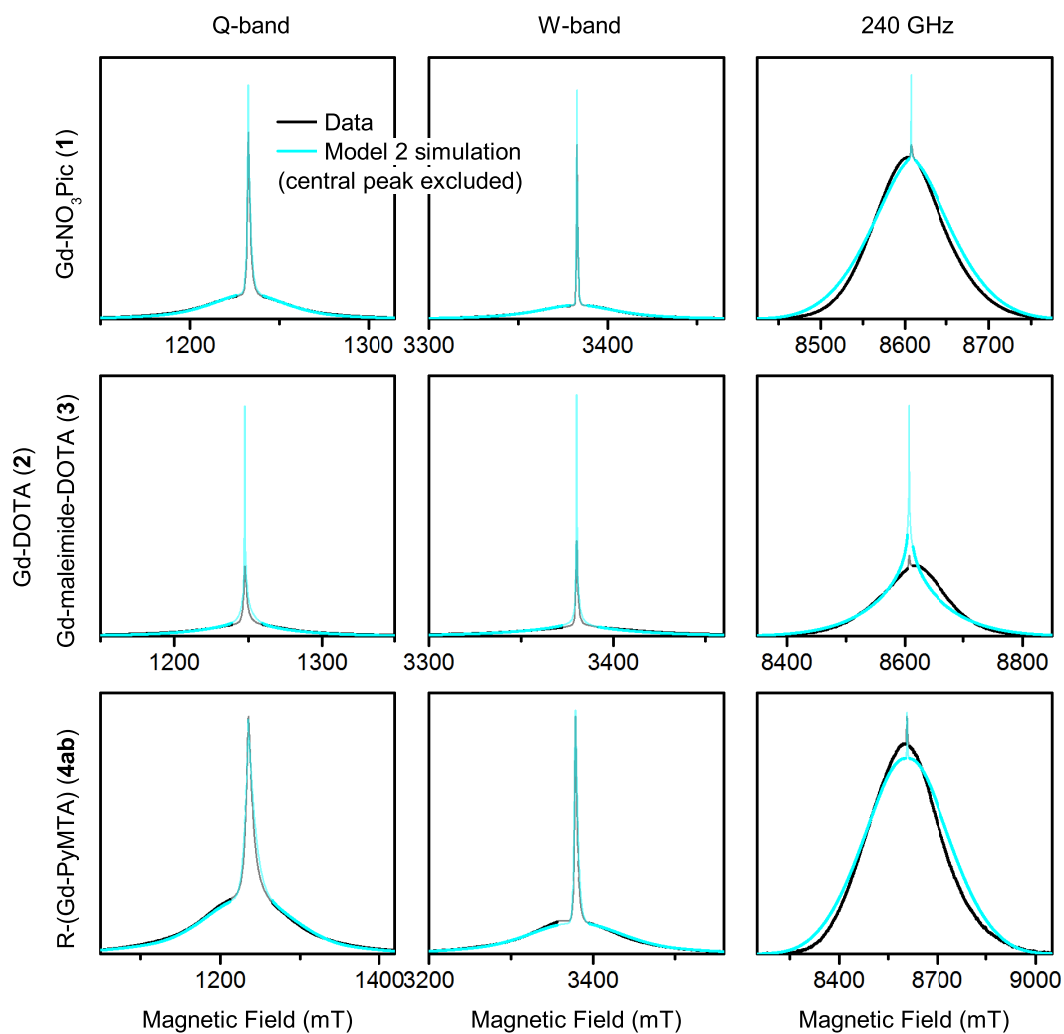 Q-band
W-band
240 GHz
Gd-NO3Pic (1)
Data
Model 2 simulation
(central peak excluded)
1200
1300
3300
3400
8500
8600
8700
Gd-DOTA (2)
Gd-maleimide-DOTA (3)
1200
1300
3300
3400
8400
8600
8800
R-(Gd-PyMTA) (4ab)
1200
1400
3200
3400
8400
8700
9000
Magnetic Field (mT)
Magnetic Field (mT)
Magnetic Field (mT)